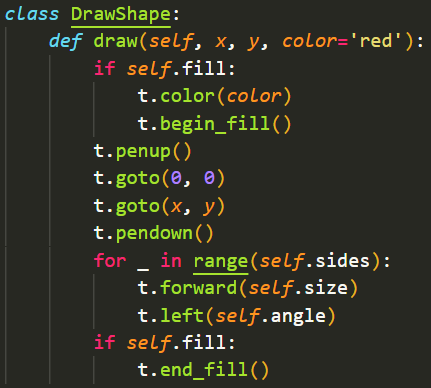 class DrawShape:
    def draw(self, x, y, color='red'):
        if self.fill:
            t.color(color)
            t.begin_fill()
        t.penup()
        t.goto(0, 0)
        t.goto(x, y)
        t.pendown()
        for _ in range(self.sides):
            t.forward(self.size)
            t.left(self.angle)
        if self.fill:
            t.end_fill()